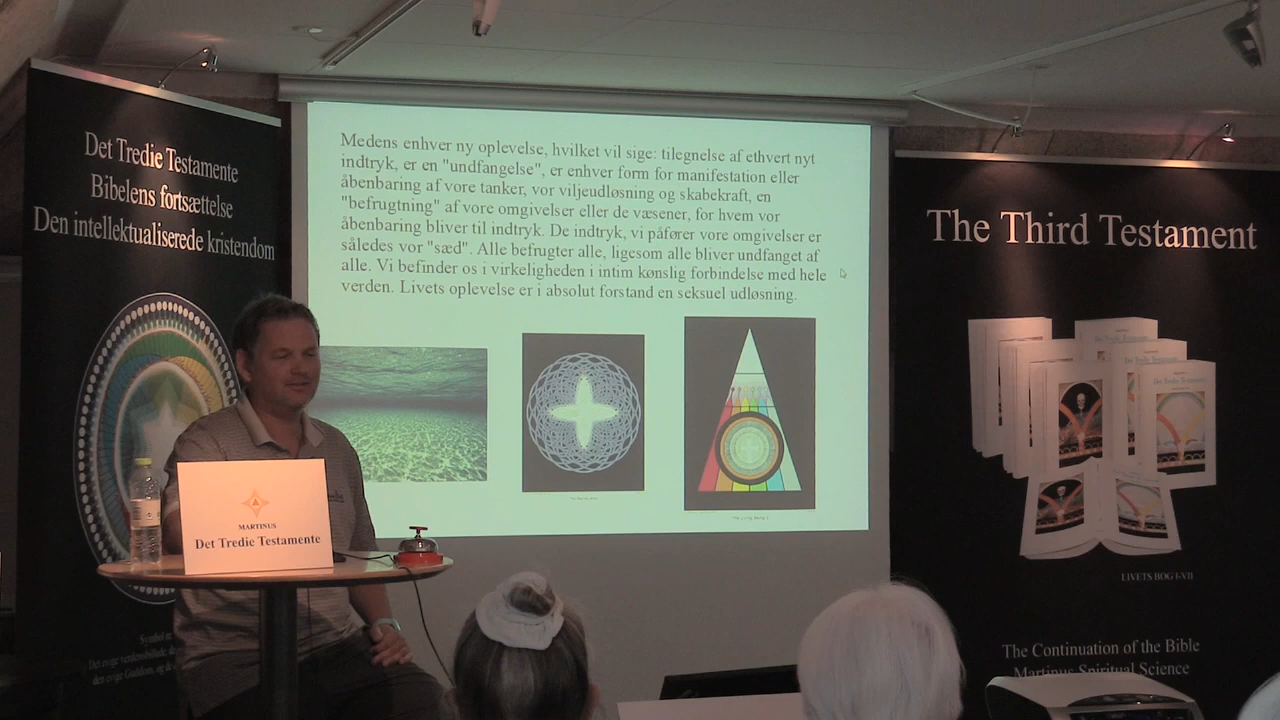 Det Tredie Testamente
Bibelens fortsættelse
Den intellektualiserede kristendom
Medens enhver ny oplevelse, hvilket vil sige: tilegnelse af ethvert nyt
indtryk, er en "undfangelse", er enhver form for manifestation eller
åbenbaring af vore tanker, vor viljeudløsning og skabekraft, en
"befrugtning" af vore omgivelser eller de væsener, for hvem vor
åbenbaring bliver til indtryk. De indtryk, vi påfører vore omgivelser er
således vor "sæd". Alle befrugter alle, ligesom alle bliver undfanget af
alle. Vi befinder os i virkeligheden i intim kønslig forbindelse med hele
verden. Livets oplevelse er i absolut forstand en seksuel udløsning.
MARTINUS
Det Tredie Testamente
The Third Testament
LIVETS BOG I-VII
The Continuation of the Bible
Martinus Spiritual Science